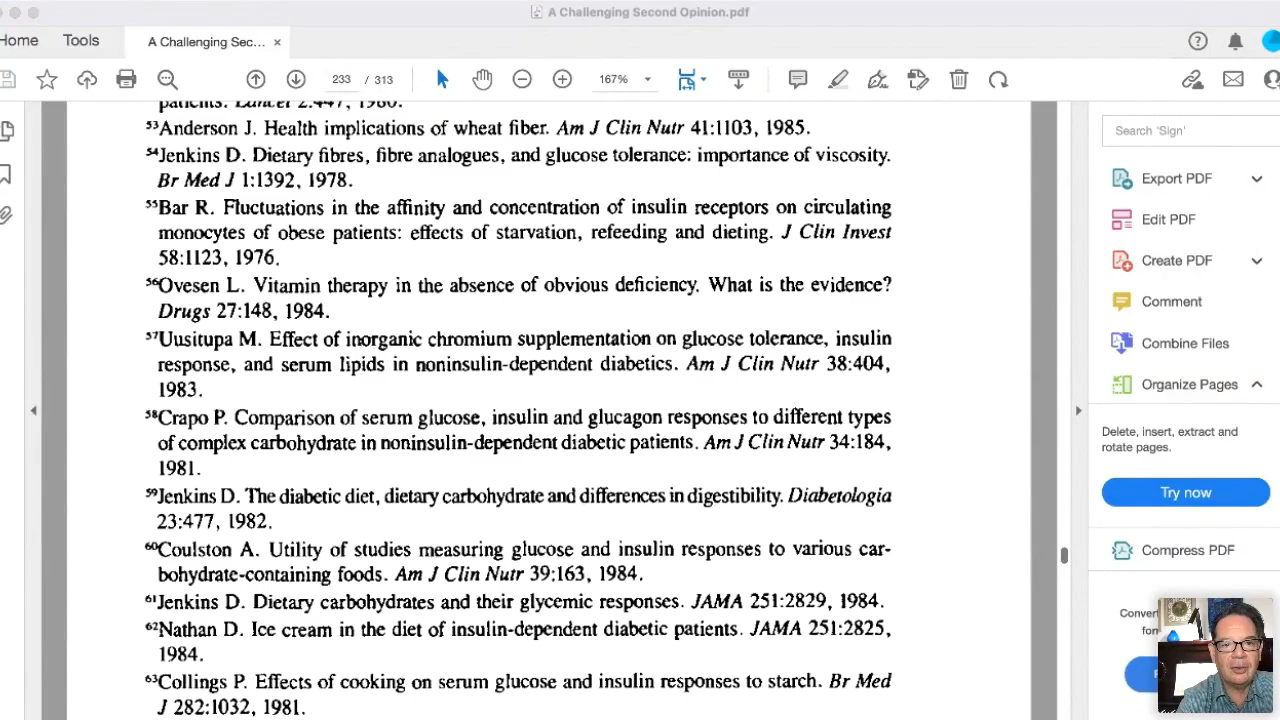 A Challenging Second Opinion.pdf
Home
Tools
A Challenging Sec...
233 / 313
167%
patients. Lancet 2:447, 1980.
⁵³Anderson J. Health implications of wheat fiber. Am J Clin Nutr 41:1103, 1985.
⁵⁴Jenkins D. Dietary fibres, fibre analogues, and glucose tolerance: importance of viscosity.
Br Med J 1:1392, 1978.
⁵⁵Bar R. Fluctuations in the affinity and concentration of insulin receptors on circulating
monocytes of obese patients: effects of starvation, refeeding and dieting. J Clin Invest
58:1123, 1976.
⁵⁶Ovesen L. Vitamin therapy in the absence of obvious deficiency. What is the evidence?
Drugs 27:148, 1984.
⁵⁷Uusitupa M. Effect of inorganic chromium supplementation on glucose tolerance, insulin
response, and serum lipids in noninsulin-dependent diabetics. Am J Clin Nutr 38:404,
1983.
⁵⁸Crapo P. Comparison of serum glucose, insulin and glucagon responses to different types
of complex carbohydrate in noninsulin-dependent diabetic patients. Am J Clin Nutr 34:184,
1981.
⁵⁹Jenkins D. The diabetic diet, dietary carbohydrate and differences in digestibility. Diabetologia
23:477, 1982.
⁶⁰Coulston A. Utility of studies measuring glucose and insulin responses to various car-
bohydrate-containing foods. Am J Clin Nutr 39:163, 1984.
⁶¹Jenkins D. Dietary carbohydrates and their glycemic responses. JAMA 251:2829, 1984.
⁶²Nathan D. Ice cream in the diet of insulin-dependent diabetic patients. JAMA 251:2825,
1984.
⁶³Collings P. Effects of cooking on serum glucose and insulin responses to starch. Br Med
J 282:1032, 1981.
Search 'Sign'
Export PDF
Edit PDF
Create PDF
Comment
Combine Files
Organize Pages
Delete, insert, extract and
rotate pages.
Try now
Compress PDF
Convert